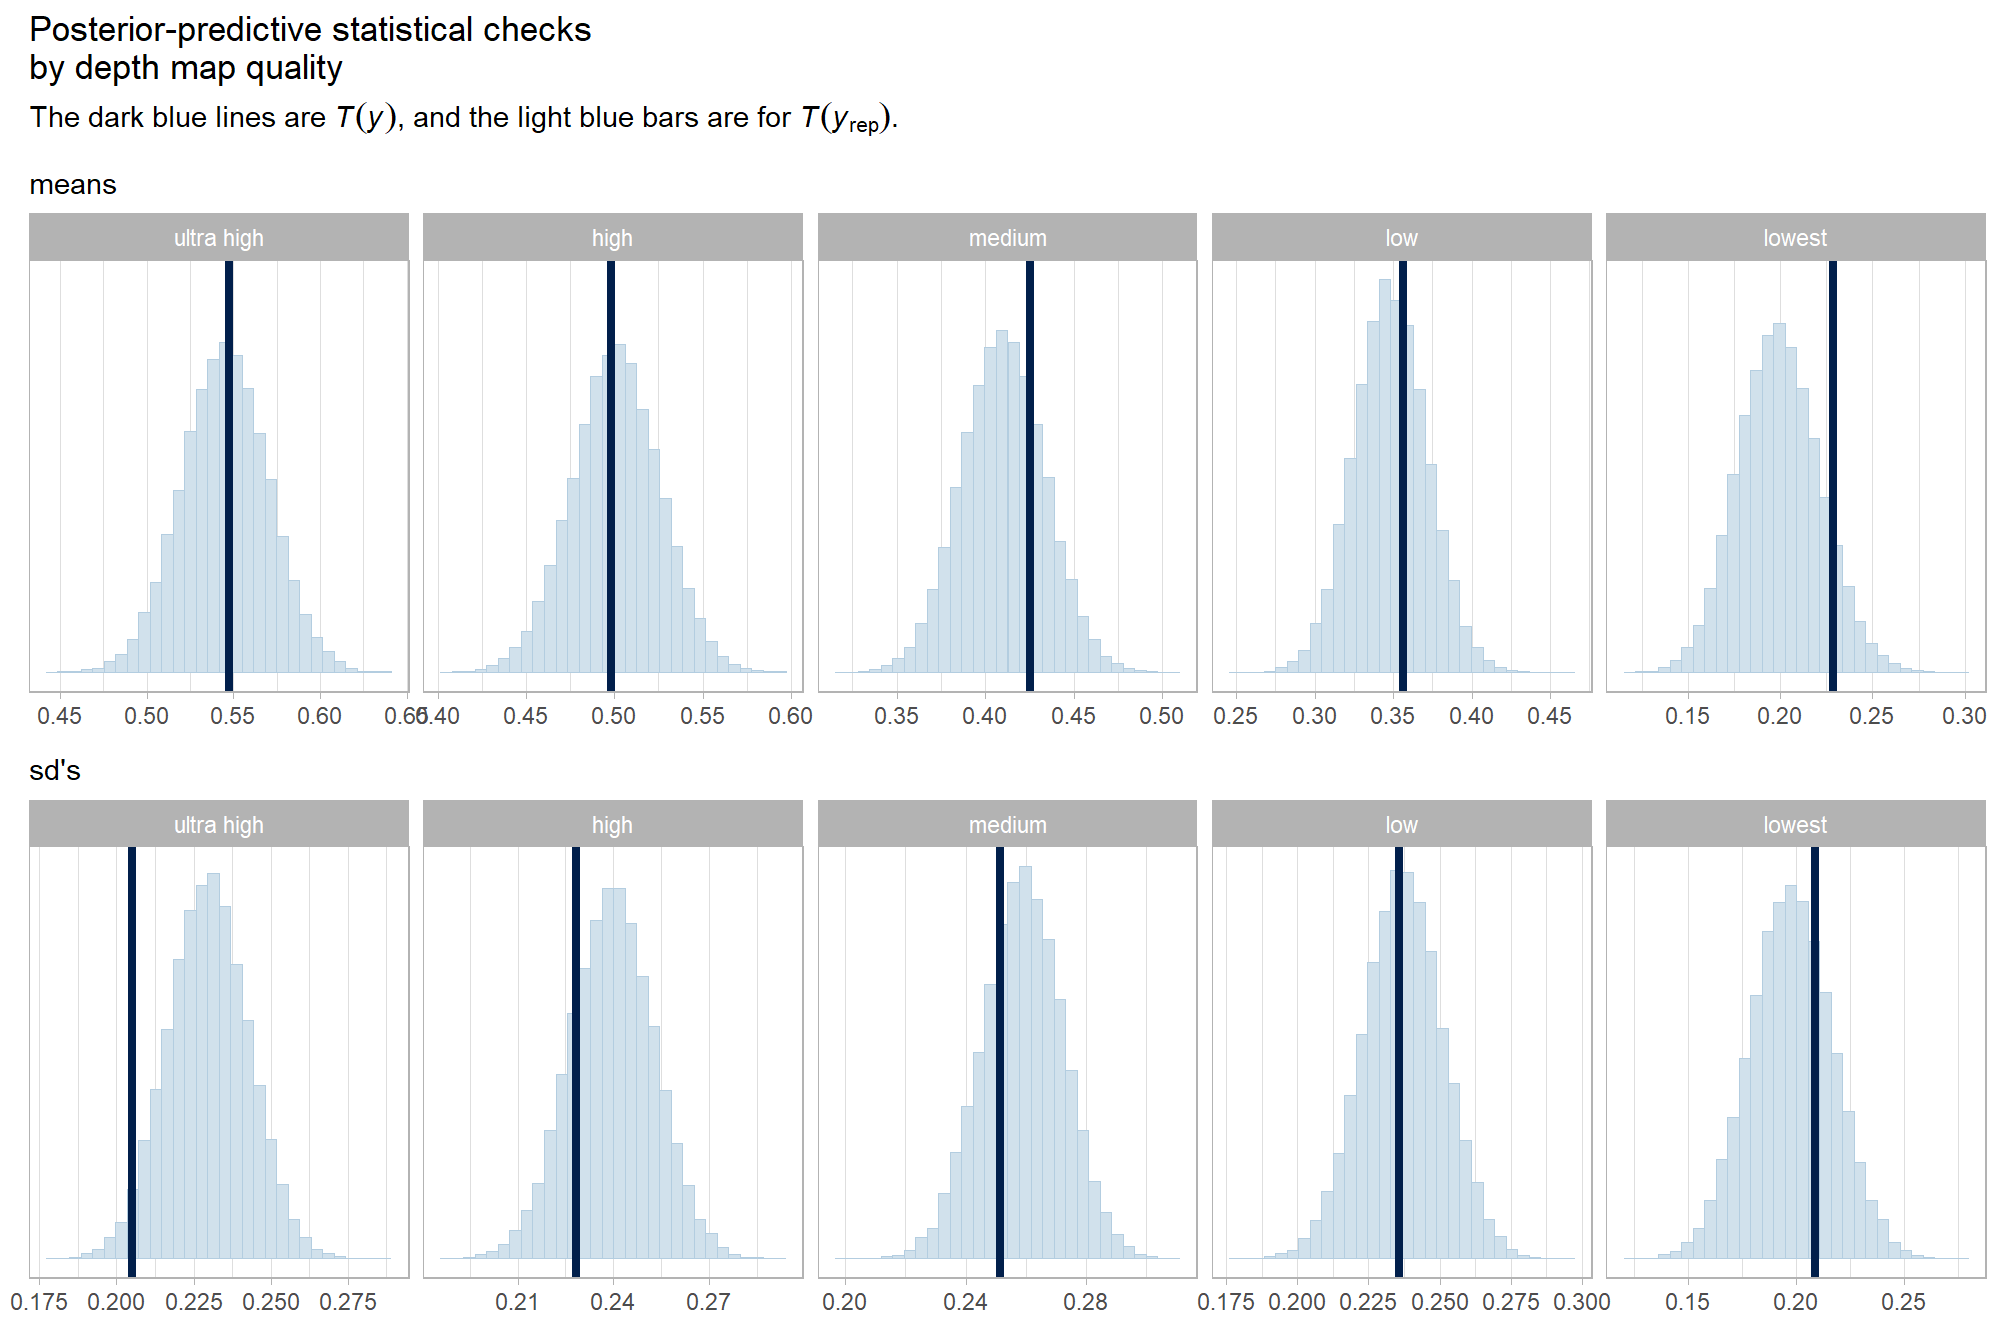 Posterior-predictive statistical checks
by depth map quality
The dark blue lines are T(y), and the light blue bars are for T(y_rep).
means
ultra high high medium low lowest
0.45 0.50 0.55 0.60 0.65 0.40 0.45 0.50 0.55 0.60 0.35 0.40 0.45 0.50 0.25 0.30 0.35 0.40 0.45 0.15 0.20 0.25 0.30
sd's
ultra high high medium low lowest
0.175 0.200 0.225 0.250 0.275 0.21 0.24 0.27 0.20 0.24 0.28 0.175 0.200 0.225 0.250 0.275 0.300 0.15 0.20 0.25